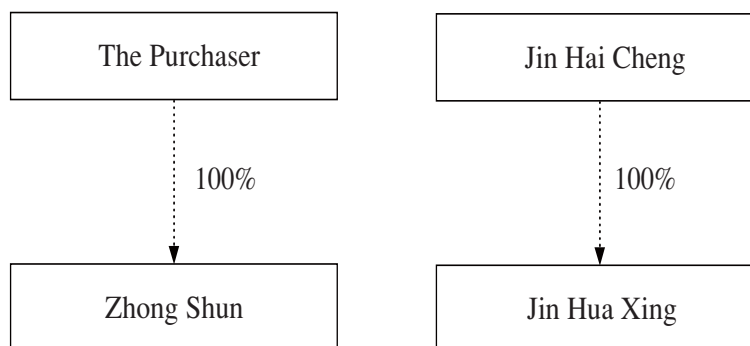 The Purchaser
Jin Hai Cheng
100%
100%
Zhong Shun
Jin Hua Xing